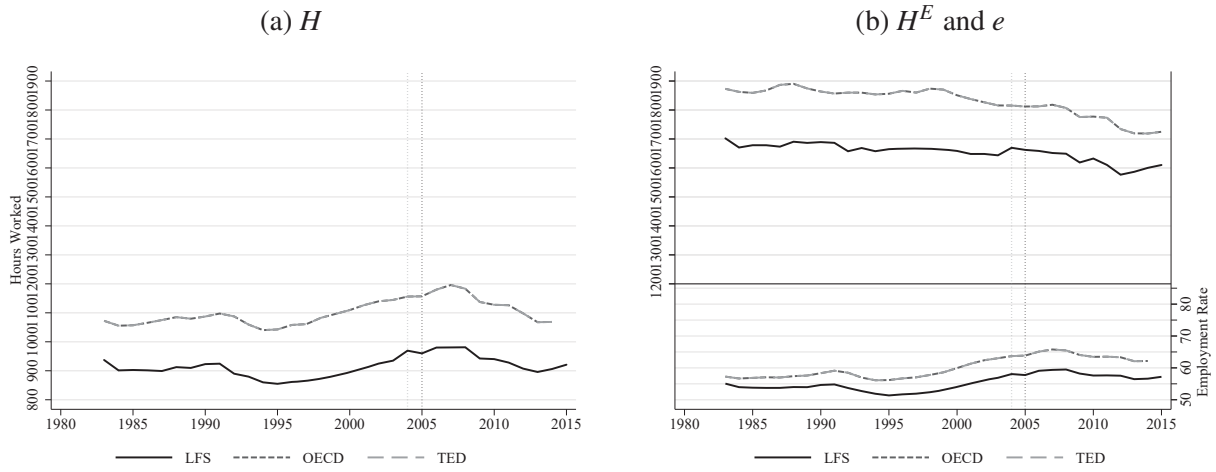 (a) H
Hours Worked
800 900 1000 1100 1200 1300 1400 1500 1600 1700 1800 1900
1980 1985 1990 1995 2000 2005 2010 2015
LFS OECD TED
(b) H^E and e
1200 1300 1400 1500 1600 1700 1800 1900
50 60 70 80
Employment Rate
1980 1985 1990 1995 2000 2005 2010 2015
LFS OECD TED